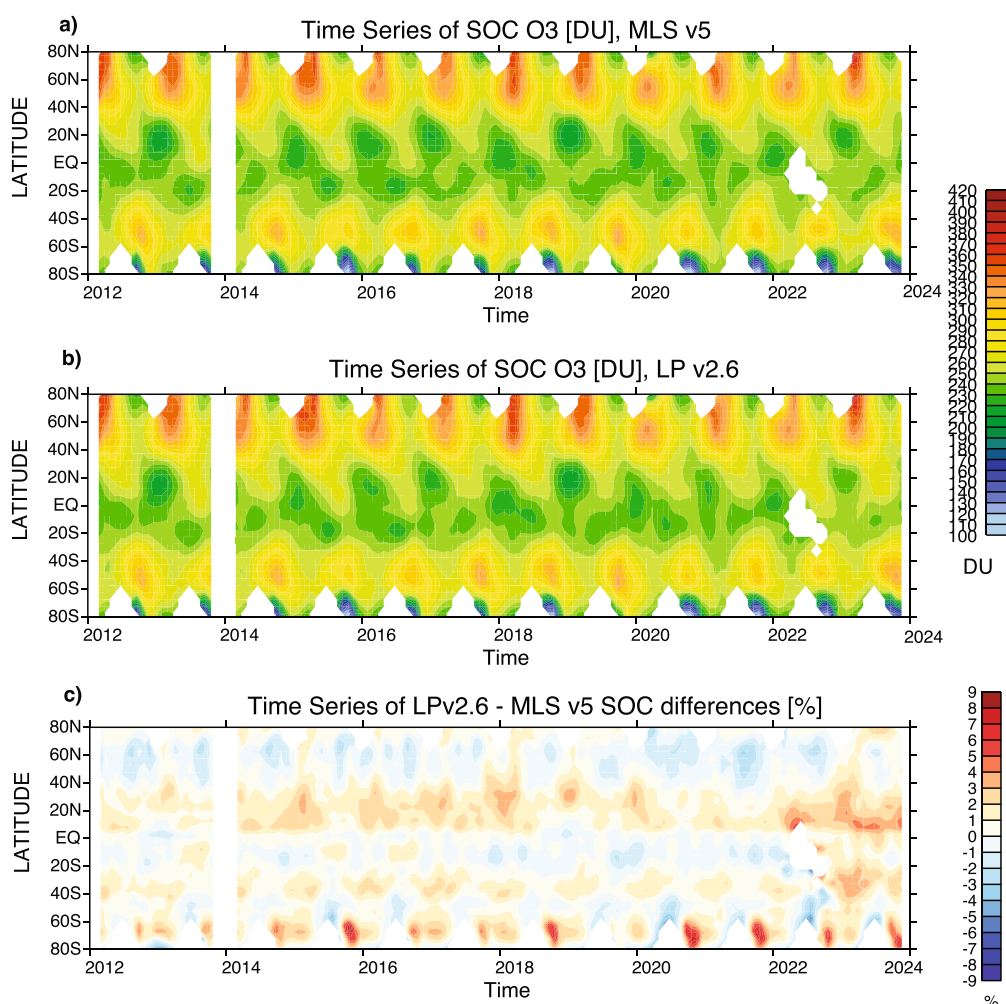 a)
Time Series of SOC O3 [DU], MLS v5
80N
60N
40N
20N
EQ
20S
40S
60S
80S
LATITUDE
2012 2014 2016 2018 2020 2022 2024
Time
b)
Time Series of SOC O3 [DU], LP v2.6
80N
60N
40N
20N
EQ
20S
40S
60S
80S
LATITUDE
2012 2014 2016 2018 2020 2022 2024
Time
420
410
400
390
380
370
360
350
340
330
320
310
300
290
280
270
260
250
240
230
220
210
200
190
180
170
160
150
140
130
120
110
100
DU
c)
Time Series of LPv2.6 - MLS v5 SOC differences [%]
80N
60N
40N
20N
EQ
20S
40S
60S
80S
LATITUDE
2012 2014 2016 2018 2020 2022 2024
Time
9
8
7
6
5
4
3
2
1
0
-1
-2
-3
-4
-5
-6
-7
-8
-9
%